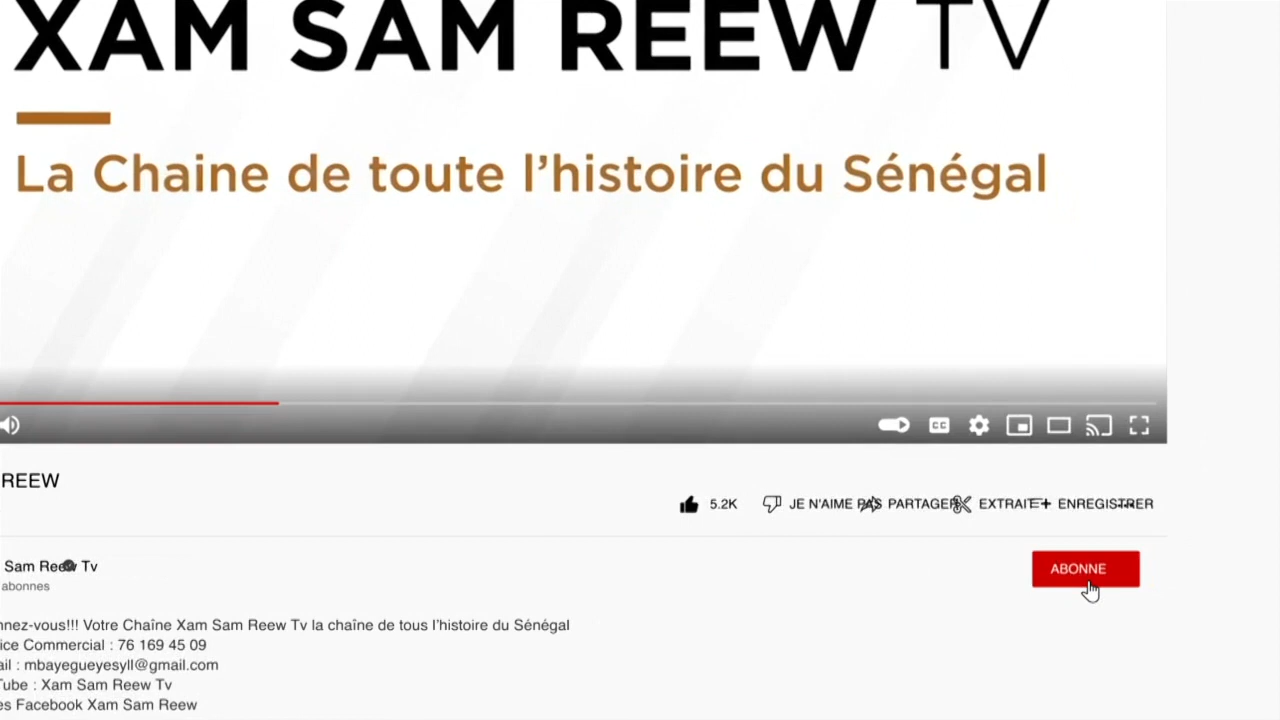 XAM SAM REEW TV
La Chaine de toute l'histoire du Sénégal
CC
REEW
5.2K JE N'AIME PAS PARTAGER EXTRAIT ENREGISTRER
Sam Reew Tv
abonnes
ABONNE
nnez-vous!!! Votre Chaîne Xam Sam Reew Tv la chaîne de tous l'histoire du Sénégal
ice Commercial : 76 169 45 09
ail : mbayegueyesyll@gmail.com
Tube : Xam Sam Reew Tv
es Facebook Xam Sam Reew